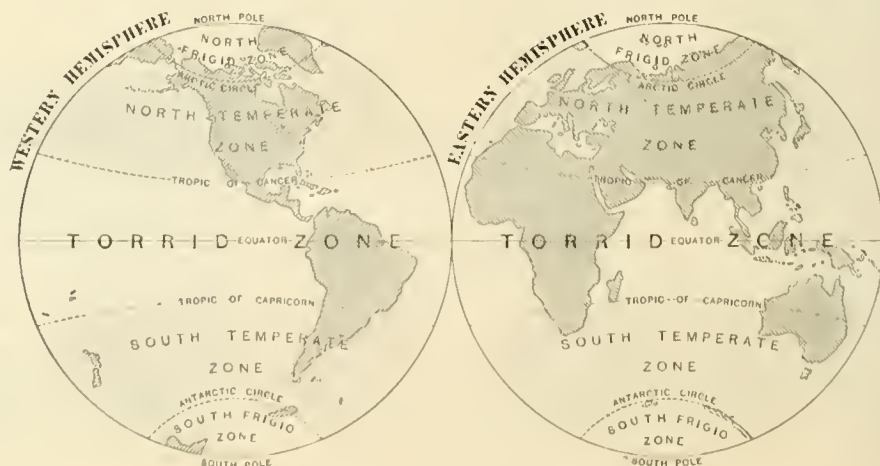 WESTERN HEMISPHERE
NORTH POLE
NORTH
FRIGID ZONE
ARCTIC CIRCLE
NORTH TEMPERATE
ZONE
TROPIC OF CANCER
TORRID EQUATOR ZONE
TROPIC OF CAPRICORN
SOUTH TEMPERATE
ZONE
ANTARCTIC CIRCLE
SOUTH FRIGID
ZONE
SOUTH POLE
EASTERN HEMISPHERE
NORTH POLE
NORTH
FRIGID ZONE
ARCTIC CIRCLE
NORTH TEMPERATE
ZONE
TROPIC OF CANCER
TORRID EQUATOR ZONE
TROPIC OF CAPRICORN
SOUTH TEMPERATE
ZONE
ANTARCTIC CIRCLE
SOUTH FRIGID
ZONE
SOUTH POLE